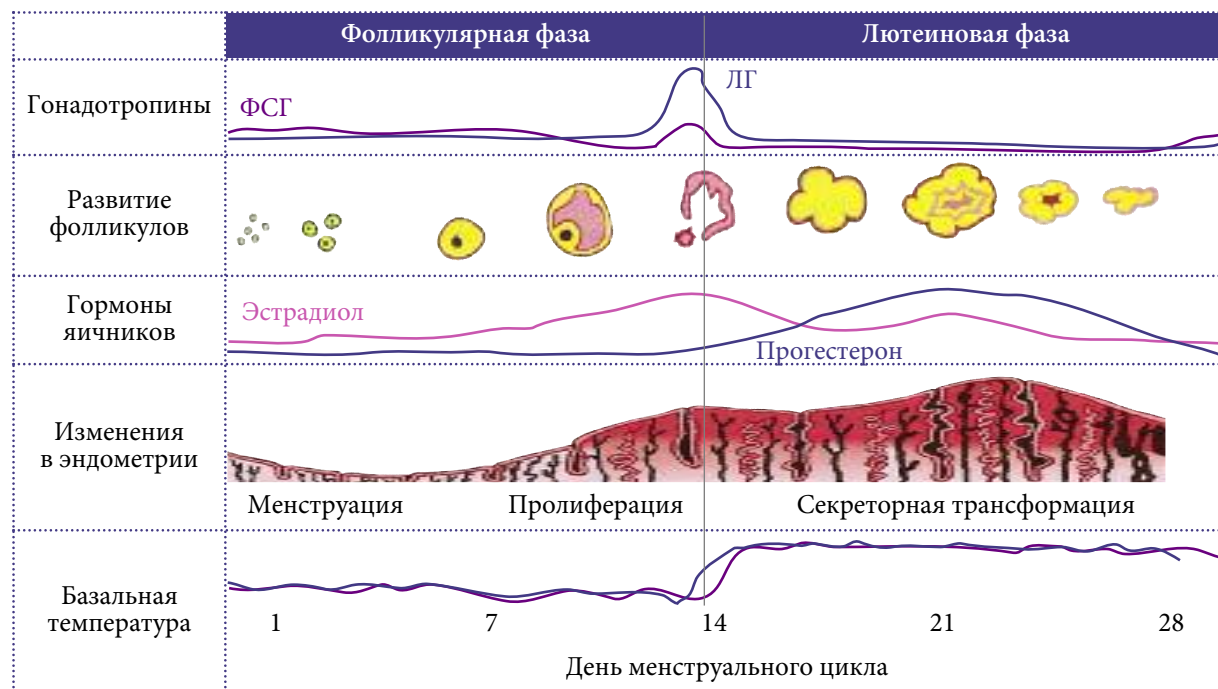 Фолликулярная фаза
Лютеиновая фаза
Гонадотропины
ФСГ
ЛГ
Развитие
фолликулов
Гормоны
яичников
Эстрадиол
Прогестерон
Изменения
в эндометрии
Менструация
Пролиферация
Секреторная трансформация
Базальная
температура
1
7
14
21
28
День менструального цикла